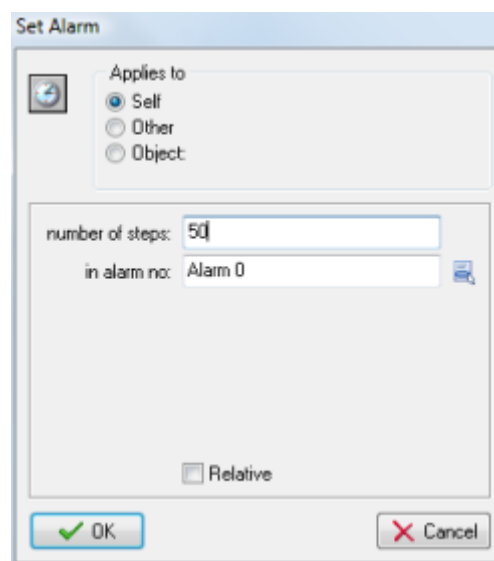 Set Alarm
Applies to
Self
Other
Object:
number of steps: 50
in alarm no: Alarm 0
Relative
OK Cancel